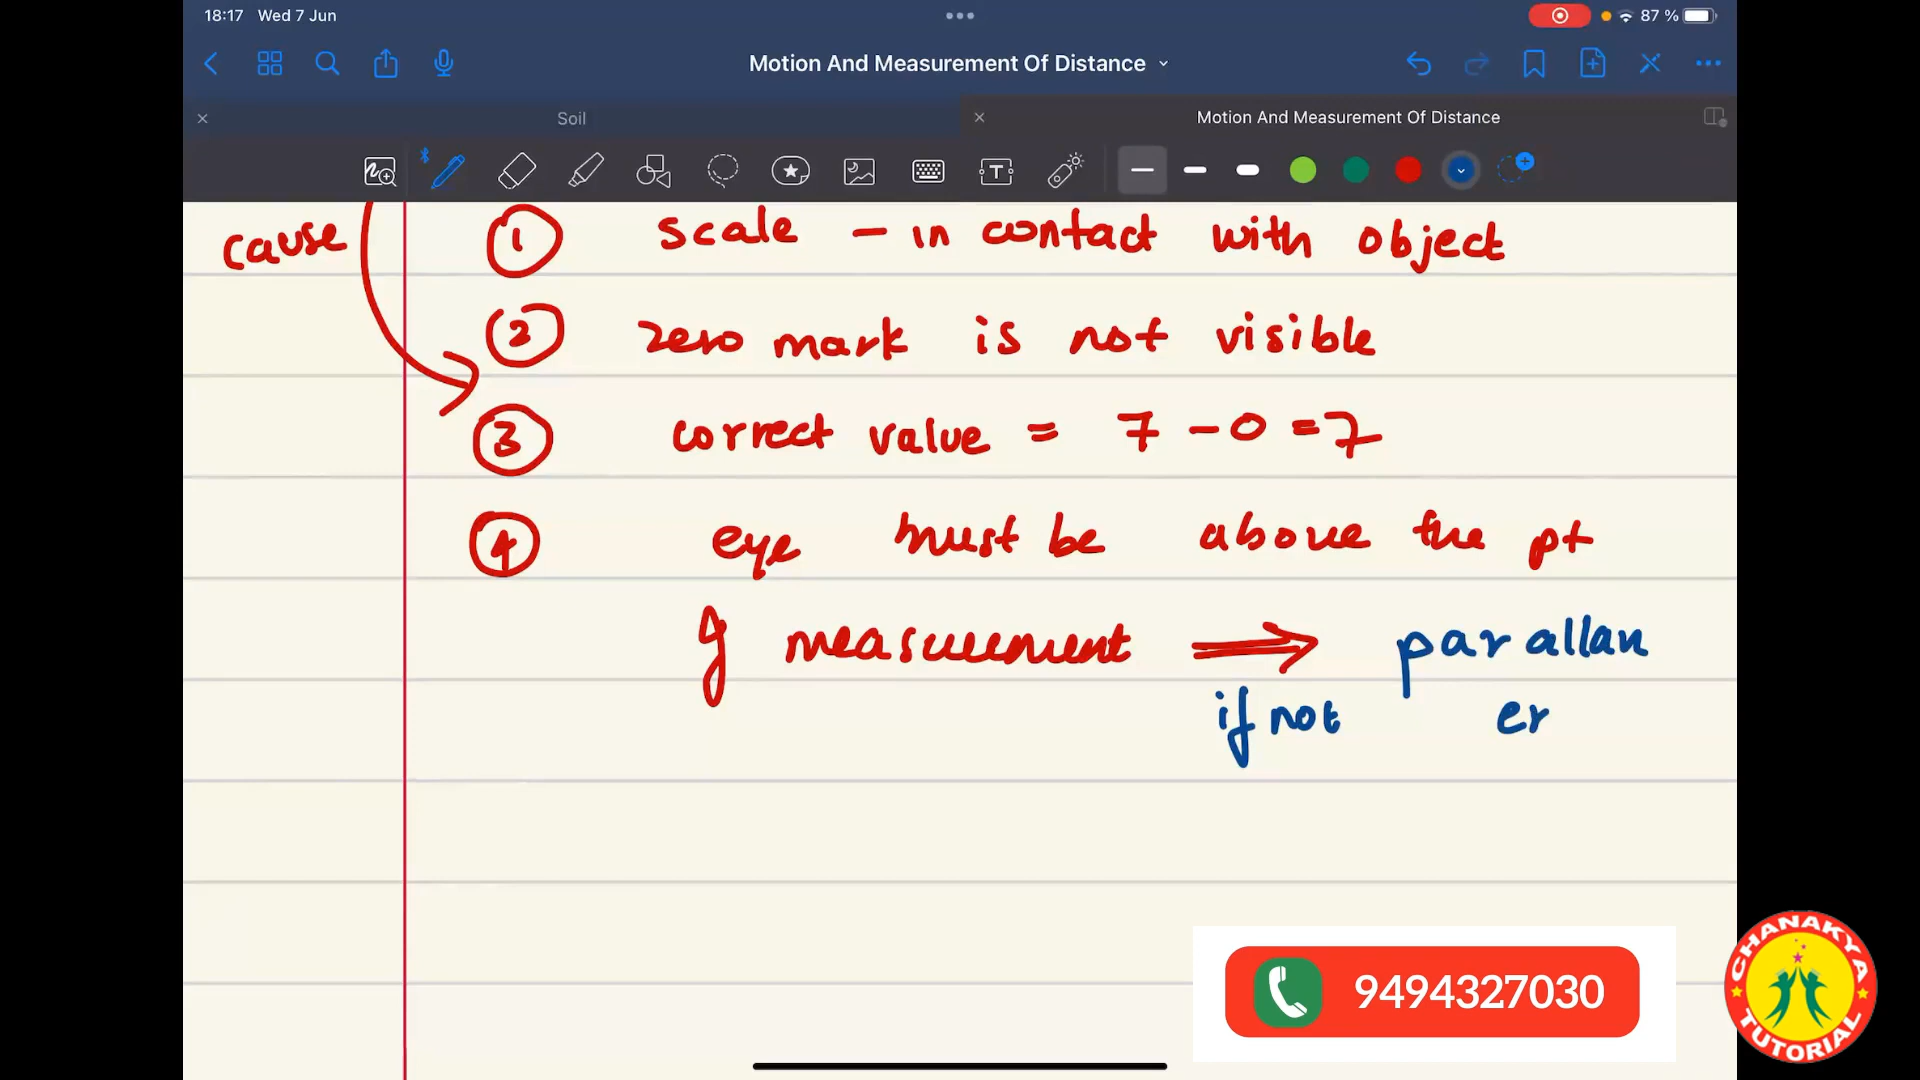 18:17 Wed 7 Jun
87 %
Motion And Measurement Of Distance
Soil
Motion And Measurement Of Distance
T
cause
1 scale - in contact with object
2 zero mark is not visible
3 correct value = 7 - 0 = 7
4 eye must be above the pt
of measurement ⇒ parallax
if not er
9494327030
CHANAKYA
TUTORIAL